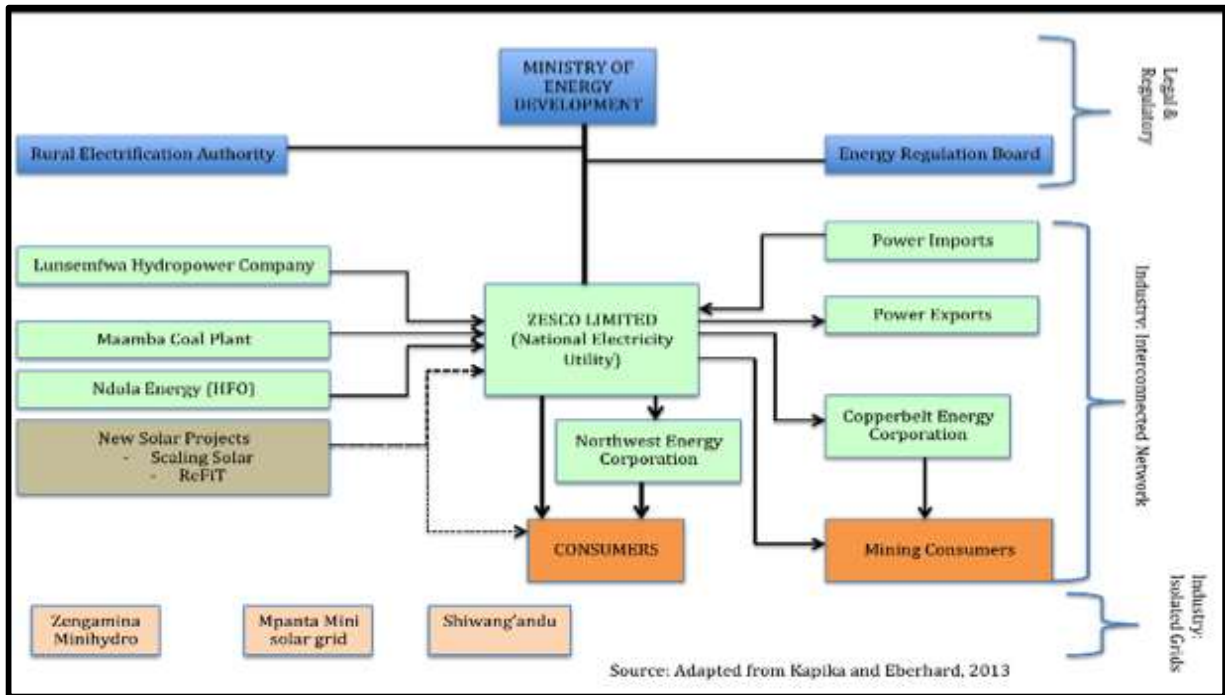 MINISTRY OF
ENERGY
DEVELOPMENT
Legal &
Regulatory
Rural Electrification Authority
Energy Regulation Board
Lunsemfwa Hydropower Company
Power Imports
ZESCO LIMITED
(National Electricity
Utility)
Power Exports
Maamba Coal Plant
Ndula Energy (HFO)
Industry: Interconnected Network
New Solar Projects
- Scaling Solar
- ReFiT
Northwest Energy
Corporation
Copperbelt Energy
Corporation
CONSUMERS
Mining Consumers
Industry:
Isolated Grids
Zengamina
Minihydro
Mpanta Mini
solar grid
Shiwang'andu
Source: Adapted from Kapika and Eberhard, 2013